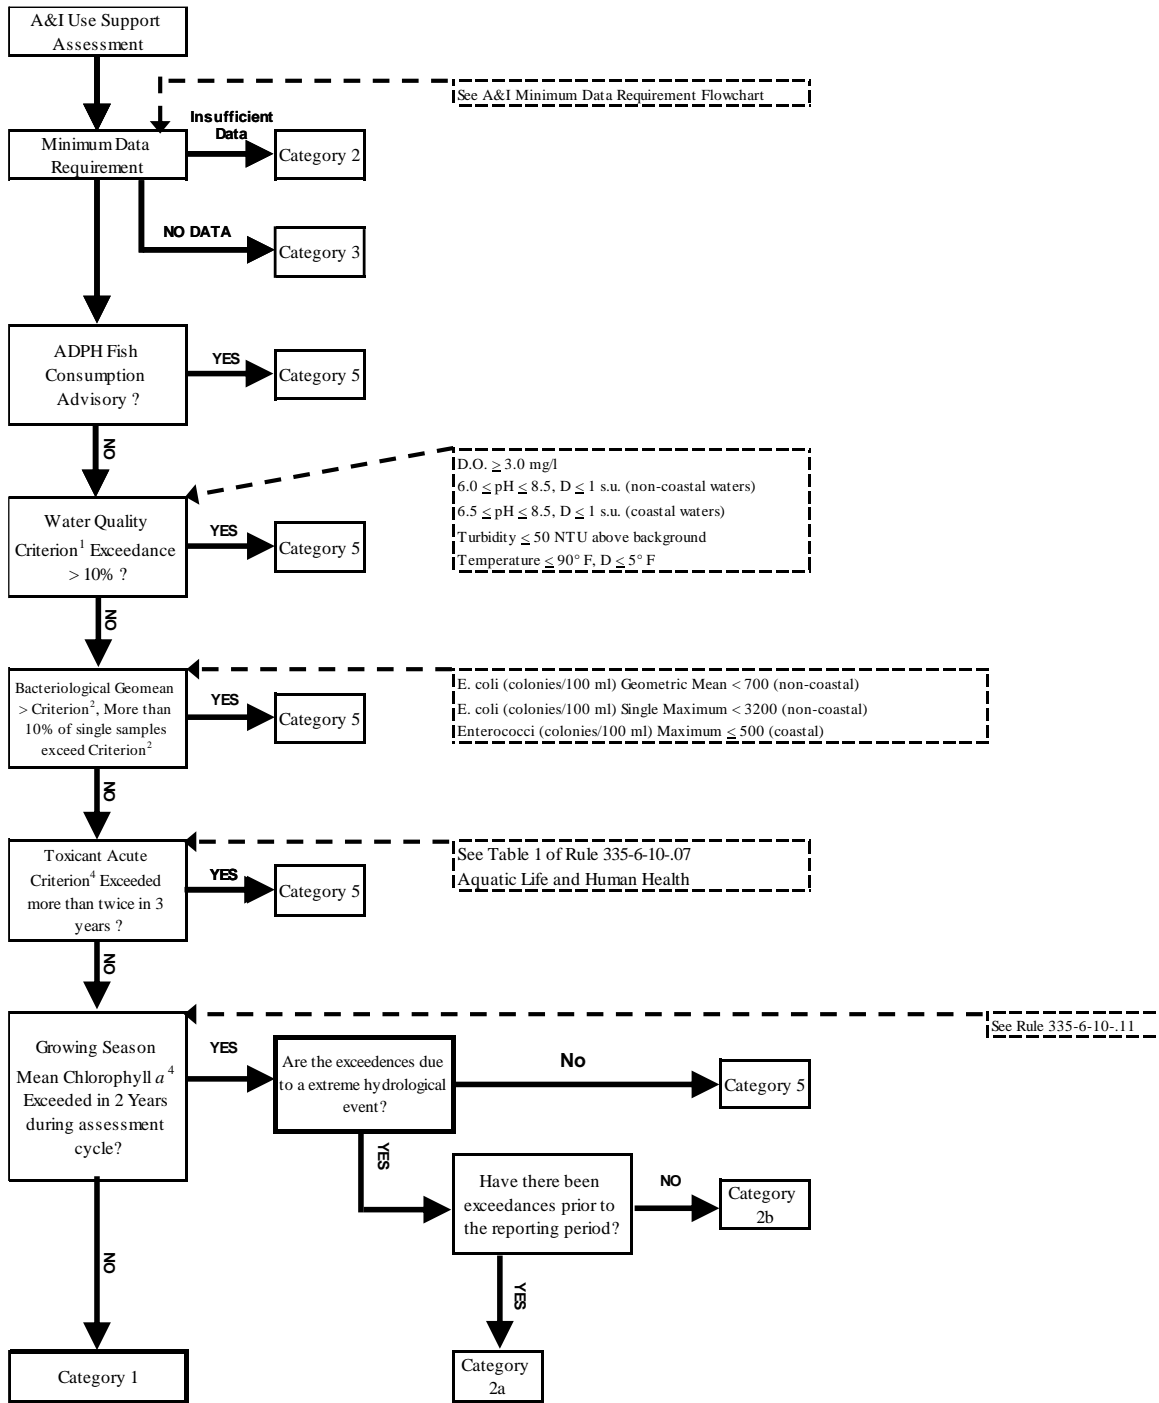 A&I Use Support
Assessment
See A&I Minimum Data Requirement Flowchart
Insufficient
Data
Minimum Data
Requirement
Category 2
NO DATA
Category 3
ADPH Fish
Consumption
Advisory ?
YES
Category 5
NO
D.O. ≥ 3.0 mg/l
6.0 ≤ pH ≤ 8.5, D ≤ 1 s.u. (non-coastal waters)
6.5 ≤ pH ≤ 8.5, D ≤ 1 s.u. (coastal waters)
Turbidity ≤ 50 NTU above background
Temperature ≤ 90° F, D ≤ 5° F
Water Quality
Criterion¹ Exceedance
> 10% ?
YES
Category 5
NO
Bacteriological Geomean
> Criterion², More than
10% of single samples
exceed Criterion²
YES
Category 5
E. coli (colonies/100 ml) Geometric Mean < 700 (non-coastal)
E. coli (colonies/100 ml) Single Maximum < 3200 (non-coastal)
Enterococci (colonies/100 ml) Maximum ≤ 500 (coastal)
NO
Toxicant Acute
Criterion⁴ Exceeded
more than twice in 3
years ?
YES
Category 5
See Table 1 of Rule 335-6-10-.07
Aquatic Life and Human Health
NO
See Rule 335-6-10-.11
Growing Season
Mean Chlorophyll a ⁴
Exceeded in 2 Years
during assessment
cycle?
YES
Are the exceedences due
to a extreme hydrological
event?
No
Category 5
YES
Have there been
exceedances prior to
the reporting period?
NO
Category
2b
NO
YES
Category 1
Category
2a